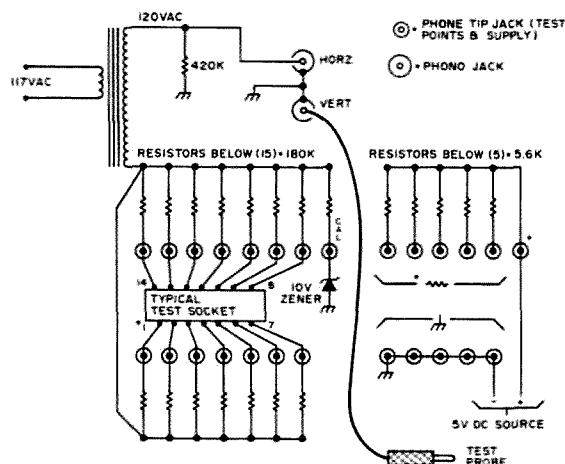 120VAC
PHONE TIP JACK (TEST
POINTS & SUPPLY)
HORZ.
420K
PHONO JACK
117VAC
VERT
RESISTORS BELOW (15)=180K
RESISTORS BELOW (5)=5.6K
CAL
+
14
8
10V
ZENER
+
TYPICAL
TEST SOCKET
+
1
7
-
+
5V DC SOURCE
TEST
PROBE